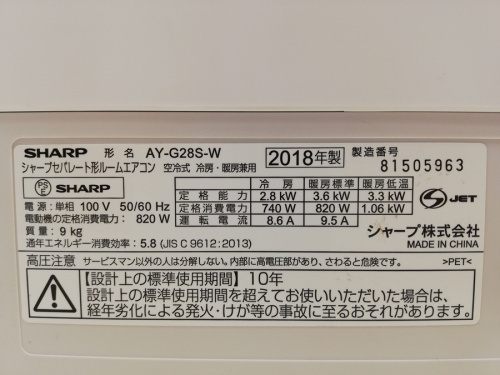 SHARP 形名 AY-G28S-W 2018年製 製造番号
シャープセパレート形ルームエアコン 空冷式 冷房・暖房兼用 81505963
PS E SHARP 冷房 暖房標準 暖房低温
定格能力 2.8 kW 3.6 kW 3.3 kW S JET
電源:単相 100 V 50/60 Hz 定格消費電力 740 W 820 W 1.06 kW
電動機の定格消費電力: 820 W 運転電流 8.6 A 9.5 A
質量:9 kg シャープ株式会社
通年エネルギー消費効率:5.8 (JIS C 9612:2013) MADE IN CHINA
高圧注意 サービスマン以外の人は分解しない。内部に高電圧部があり、さわると危険です。 >PET<
【設計上の標準使用期間】10年
設計上の標準使用期間を超えてお使いいただいた場合は、
経年劣化による発火・けが等の事故に至るおそれがあります。